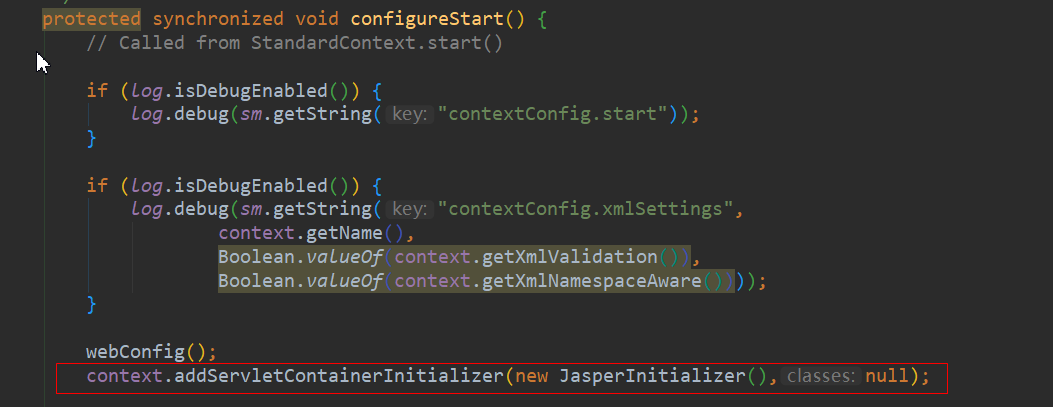 protected synchronized void configureStart() {
// Called from StandardContext.start()
if (log.isDebugEnabled()) {
log.debug(sm.getString( key: "contextConfig.start"));
}
if (log.isDebugEnabled()) {
log.debug(sm.getString( key: "contextConfig.xmlSettings",
context.getName(),
Boolean.valueOf(context.getXmlValidation()),
Boolean.valueOf(context.getXmlNamespaceAware())));
}
webConfig();
context.addServletContainerInitializer(new JasperInitializer(), classes: null);